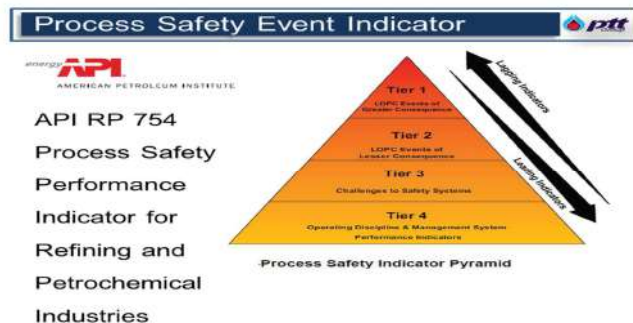 Process Safety Event Indicator
ptt
energy API
AMERICAN PETROLEUM INSTITUTE
API RP 754
Process Safety
Performance
Indicator for
Refining and
Petrochemical
Industries
Tier 1
LOPC Events of
Greater Consequence
Tier 2
LOPC Events of
Lesser Consequence
Tier 3
Challenges to Safety Systems
Tier 4
Operating Discipline & Management System
Performance Indicators
Process Safety Indicator Pyramid
Lagging Indicators
Leading Indicators